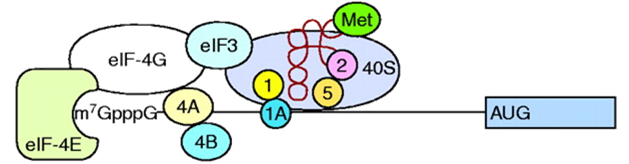 Met
eIF3
eIF-4G
2
40S
1
5
m⁷GpppG
4A
1A
AUG
eIF-4E
4B